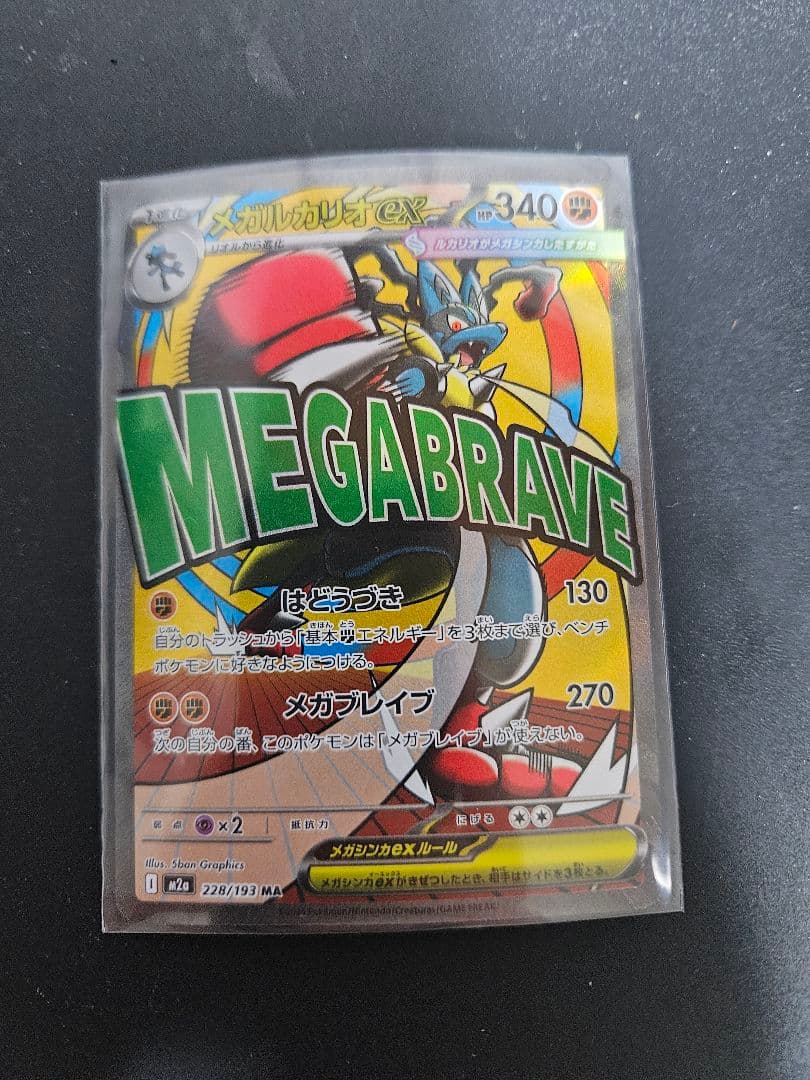 1進化
メガルカリオex
HP340
リオルから進化
ルカリオがメガシンカしたすがた
MEGABRAVE
はどうづき 130
自分のトラッシュから「基本エネルギー」を3枚まで選び、ベンチ
ポケモンに好きなようにつける。
メガブレイブ 270
次の自分の番、このポケモンは「メガブレイブ」が使えない。
弱点 ×2 抵抗力 にげる
メガシンカexルール
メガシンカexがきぜつしたとき、相手はサイドを3枚とる。
Illus. 5ban Graphics
I M2a 228/193 MA
Pokémon/Nintendo/Creatures/GAME FREAK